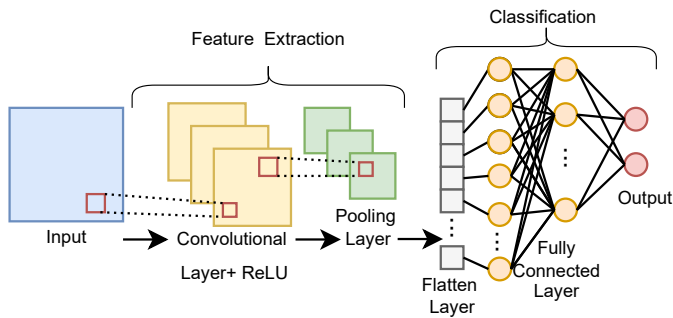 Feature Extraction
Classification
Input
Convolutional
Layer+ ReLU
Pooling
Layer
Flatten
Layer
Fully
Connected
Layer
Output